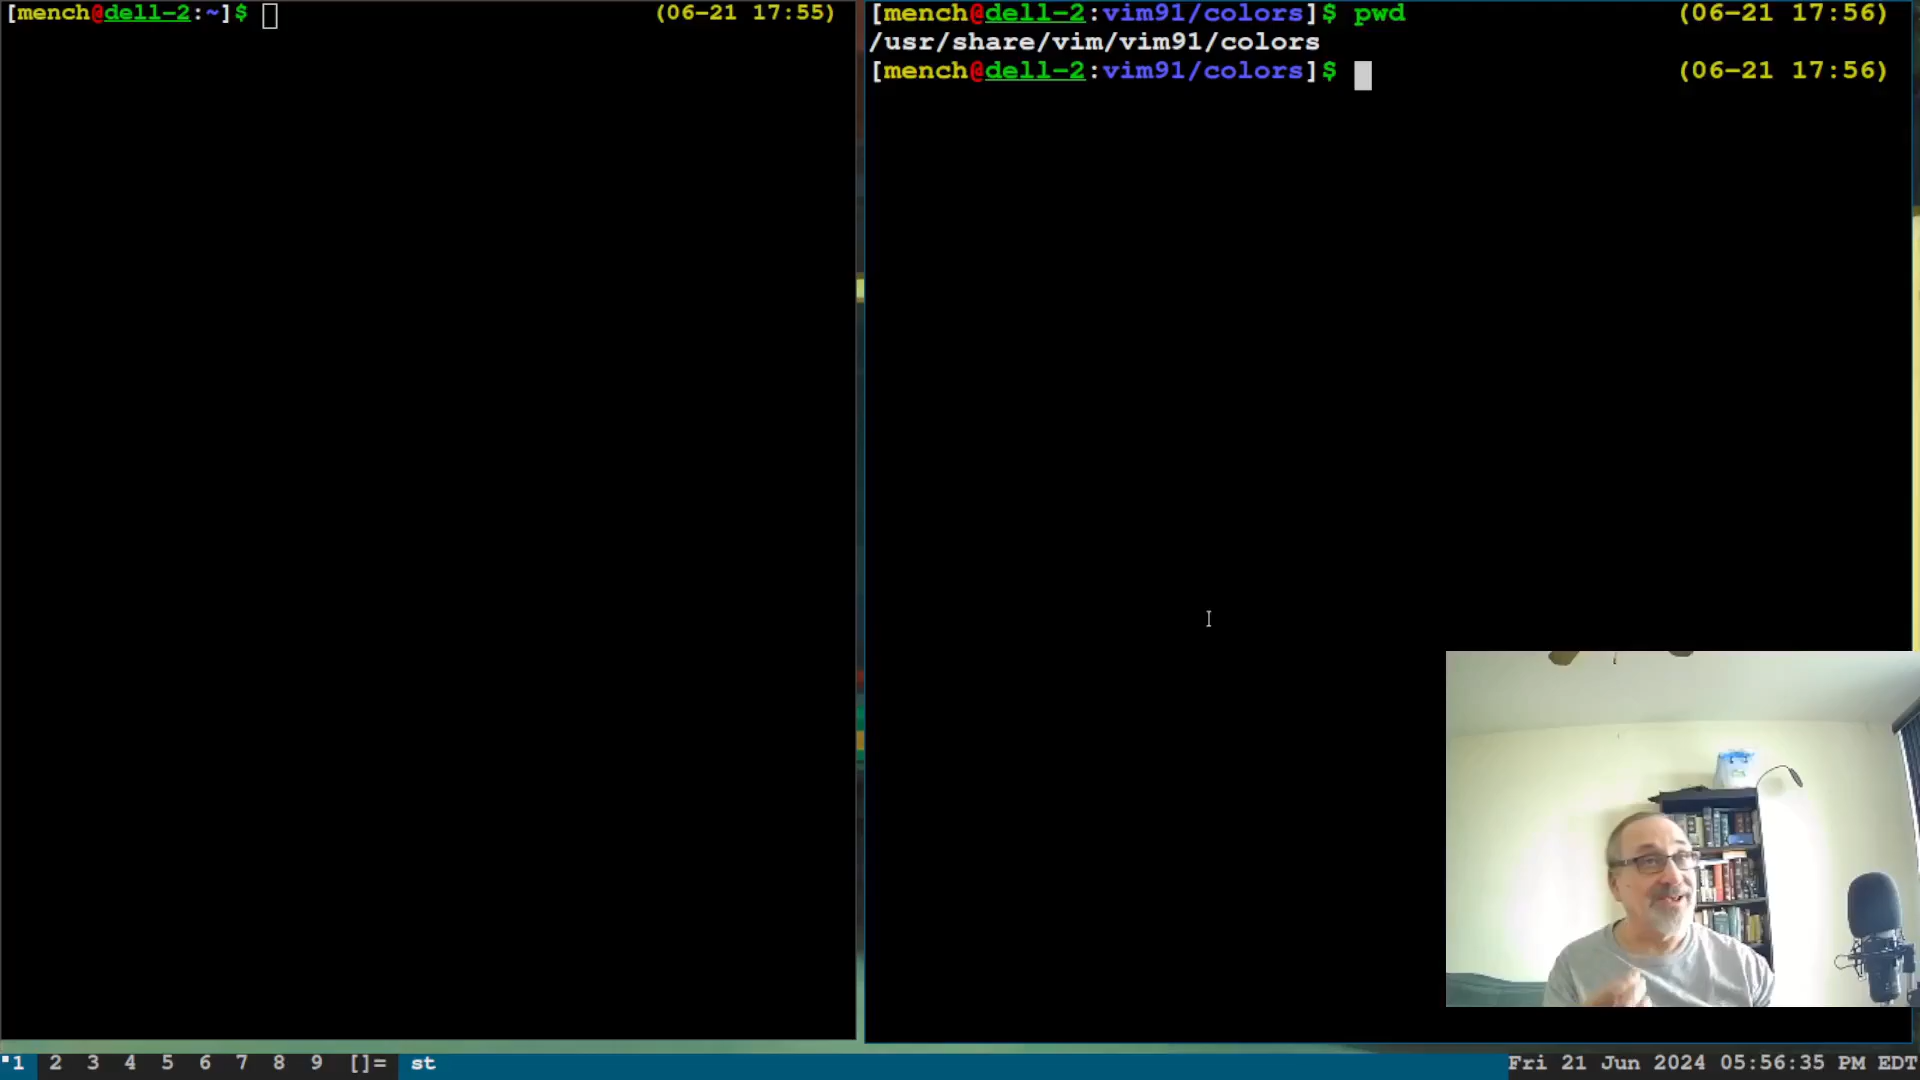 [mench@dell-2:~]$ (06-21 17:55)
[mench@dell-2:vim91/colors]$ pwd (06-21 17:56)
/usr/share/vim/vim91/colors
[mench@dell-2:vim91/colors]$ (06-21 17:56)
1 2 3 4 5 6 7 8 9 []= st Fri 21 Jun 2024 05:56:35 PM EDT